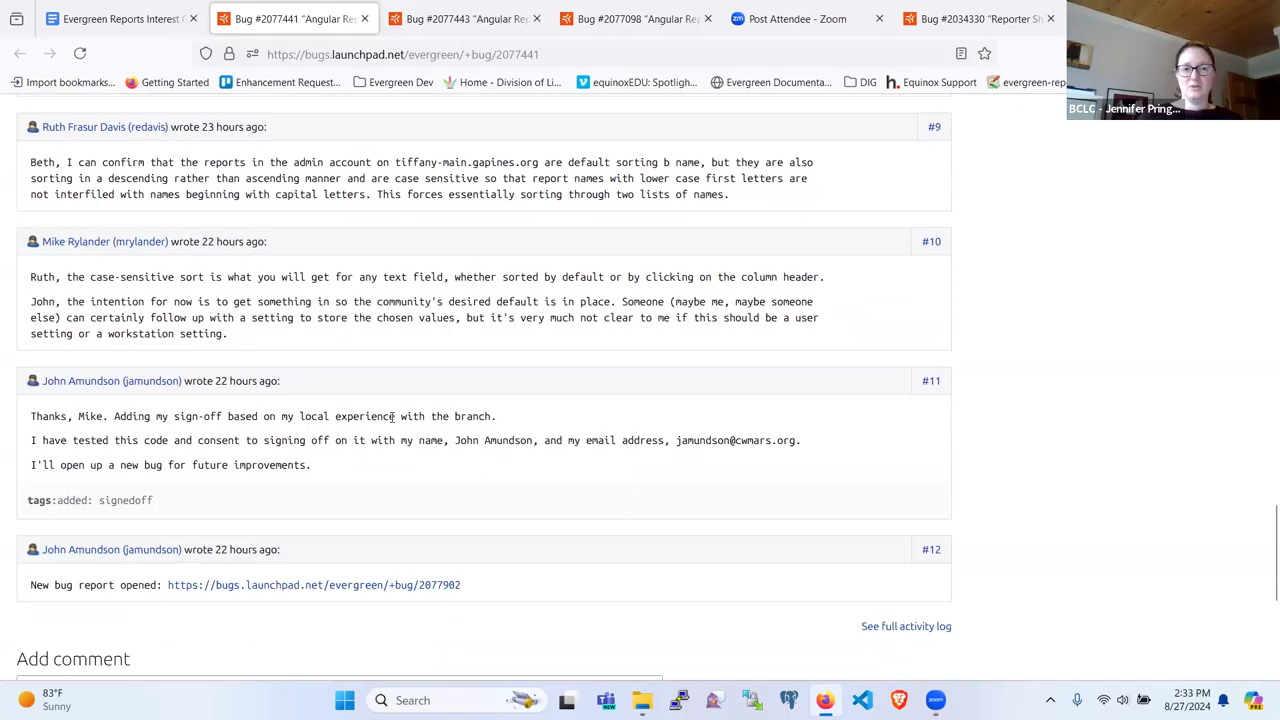 Evergreen Reports Interest G
Bug #2077441 "Angular Re
Bug #2077443 "Angular Rep
Bug #2077098 "Angular Re
Post Attendee - Zoom
Bug #2034330 "Reporter Sh
https://bugs.launchpad.net/evergreen/+bug/2077441
Import bookmarks...
Getting Started
Enhancement Request...
Evergreen Dev
Home - Division of Li...
equinoxEDU: Spotligh...
Evergreen Documenta...
DIG
Equinox Support
evergreen-rep
BCLC - Jennifer Pring...
Ruth Frasur Davis (redavis) wrote 23 hours ago:
#9
Beth, I can confirm that the reports in the admin account on tiffany-main.gapines.org are default sorting b name, but they are also
sorting in a descending rather than ascending manner and are case sensitive so that report names with lower case first letters are
not interfiled with names beginning with capital letters. This forces essentially sorting through two lists of names.
Mike Rylander (mrylander) wrote 22 hours ago:
#10
Ruth, the case-sensitive sort is what you will get for any text field, whether sorted by default or by clicking on the column header.
John, the intention for now is to get something in so the community's desired default is in place. Someone (maybe me, maybe someone
else) can certainly follow up with a setting to store the chosen values, but it's very much not clear to me if this should be a user
setting or a workstation setting.
John Amundson (jamundson) wrote 22 hours ago:
#11
Thanks, Mike. Adding my sign-off based on my local experience with the branch.
I have tested this code and consent to signing off on it with my name, John Amundson, and my email address, jamundson@cwmars.org.
I'll open up a new bug for future improvements.
tags:added: signedoff
John Amundson (jamundson) wrote 22 hours ago:
#12
New bug report opened: https://bugs.launchpad.net/evergreen/+bug/2077902
See full activity log
Add comment
83°F
Sunny
Search
2:33 PM
8/27/2024